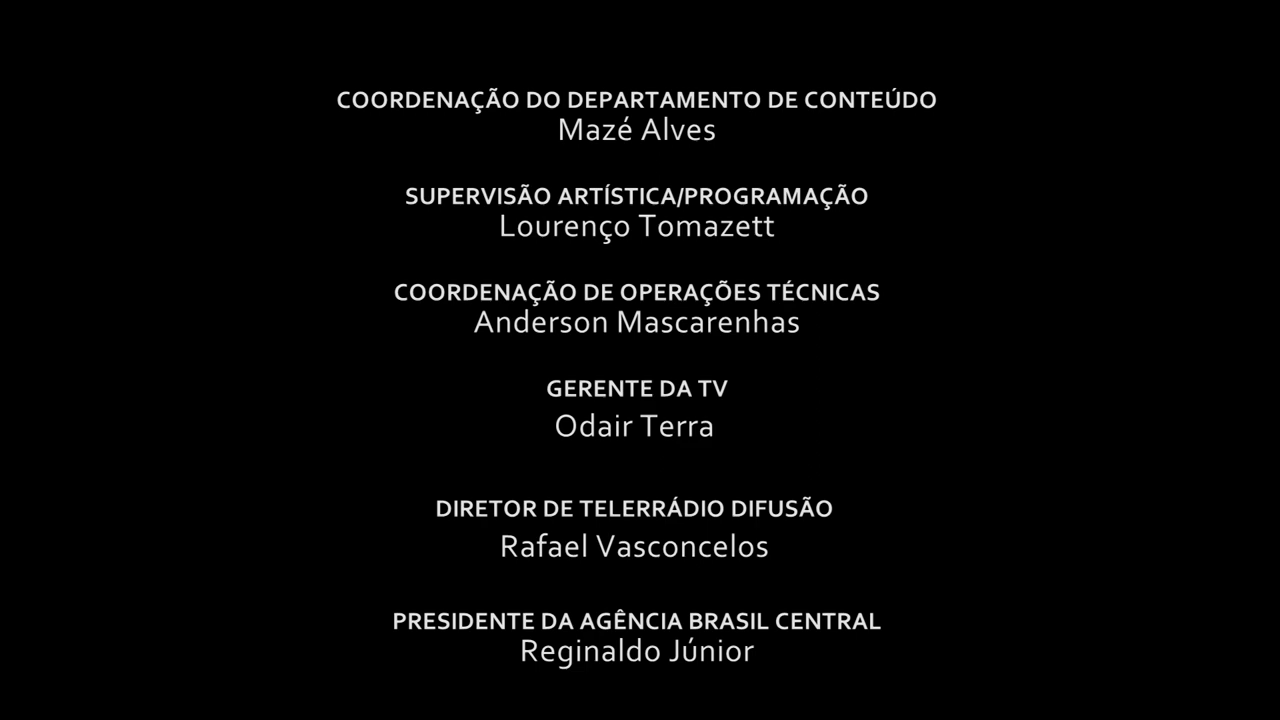 COORDENAÇÃO DO DEPARTAMENTO DE CONTEÚDO
Mazé Alves
SUPERVISÃO ARTÍSTICA/PROGRAMAÇÃO
Lourenço Tomazett
COORDENAÇÃO DE OPERAÇÕES TÉCNICAS
Anderson Mascarenhas
GERENTE DA TV
Odair Terra
DIRETOR DE TELERRÁDIO DIFUSÃO
Rafael Vasconcelos
PRESIDENTE DA AGÊNCIA BRASIL CENTRAL
Reginaldo Júnior